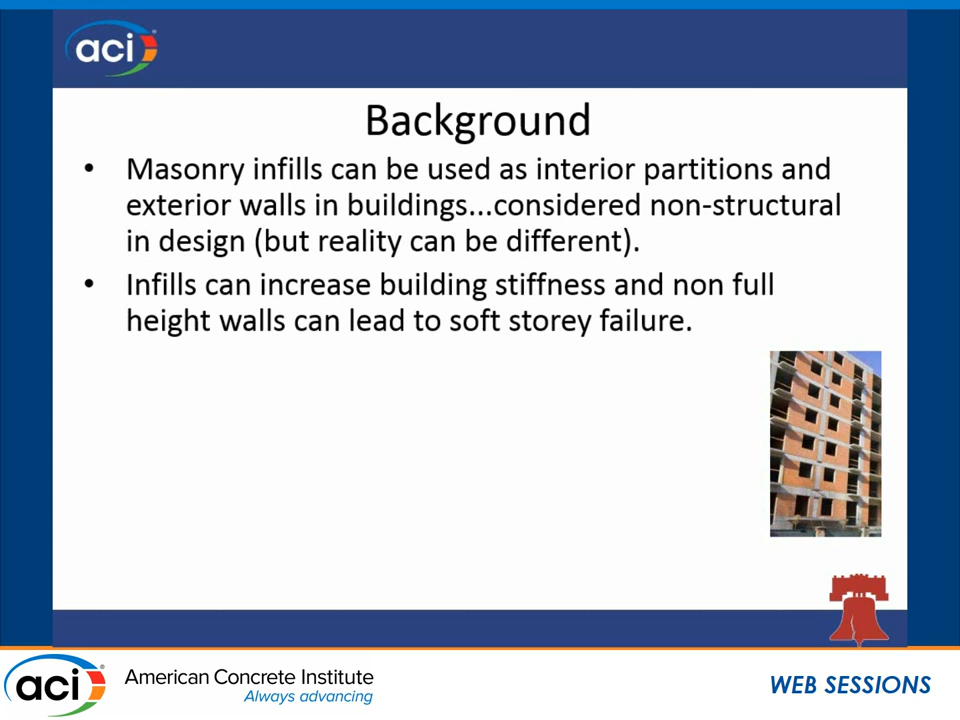 aci
Background
• Masonry infills can be used as interior partitions and
exterior walls in buildings...considered non-structural
in design (but reality can be different).
• Infills can increase building stiffness and non full
height walls can lead to soft storey failure.
aci
American Concrete Institute
Always advancing
WEB SESSIONS